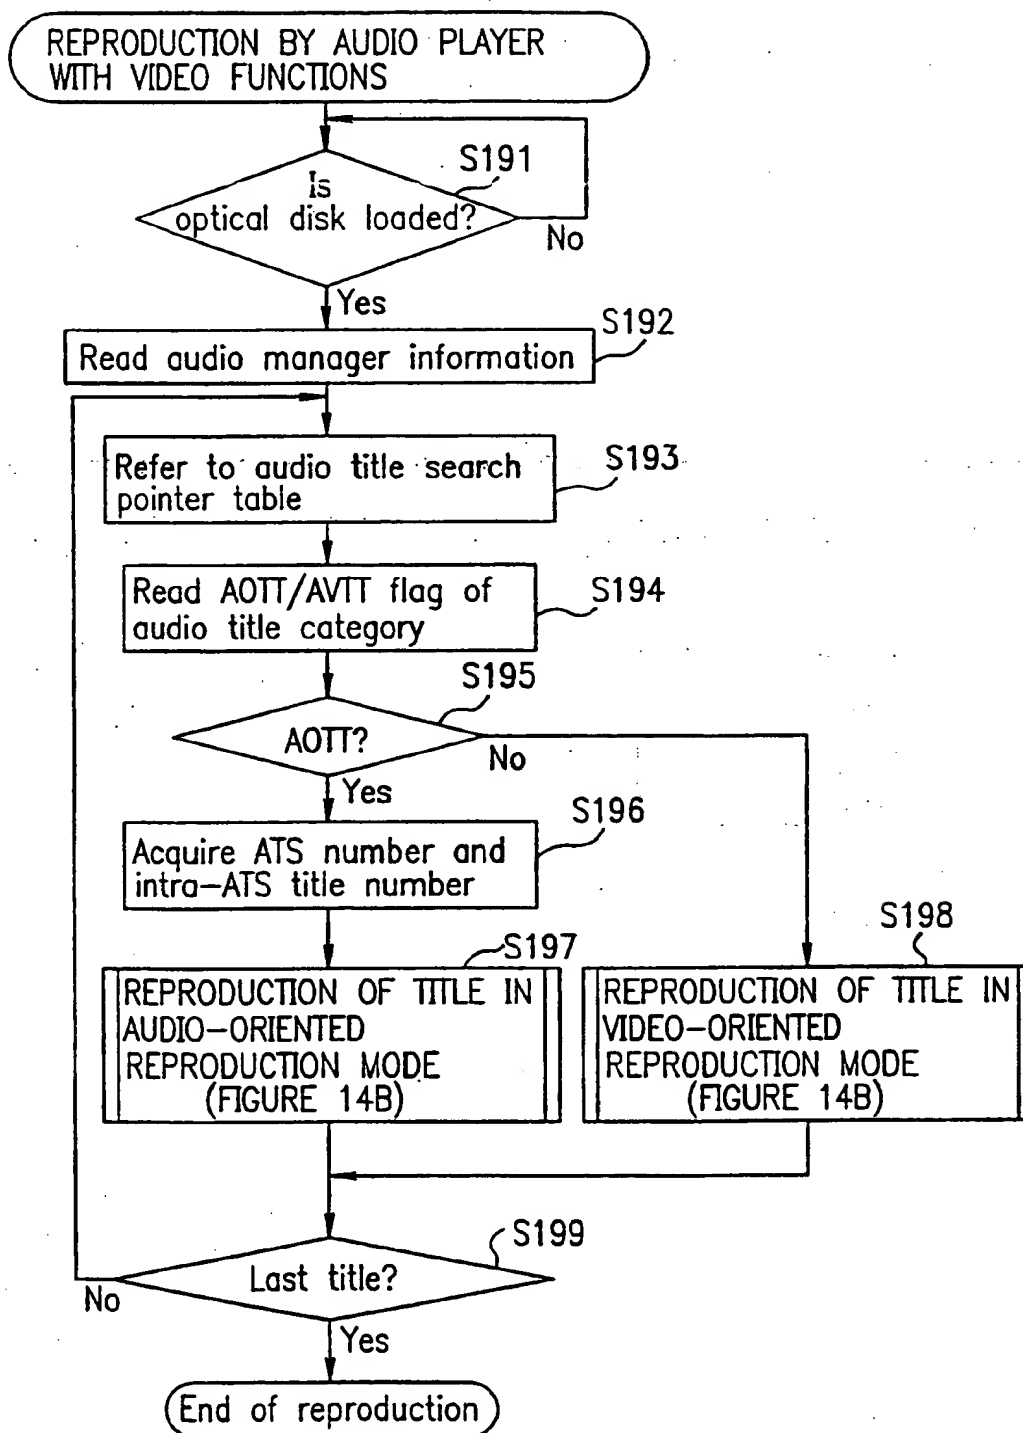 REPRODUCTION BY AUDIO PLAYER
WITH VIDEO FUNCTIONS
S191
Is
optical disk loaded?
No
Yes
S192
Read audio manager information
S193
Refer to audio title search
pointer table
S194
Read AOTT/AVTT flag of
audio title category
S195
AOTT?
No
Yes
S196
Acquire ATS number and
intra-ATS title number
S197
REPRODUCTION OF TITLE IN
AUDIO-ORIENTED
REPRODUCTION MODE
(FIGURE 14B)
S198
REPRODUCTION OF TITLE IN
VIDEO-ORIENTED
REPRODUCTION MODE
(FIGURE 14B)
S199
Last title?
No
Yes
End of reproduction